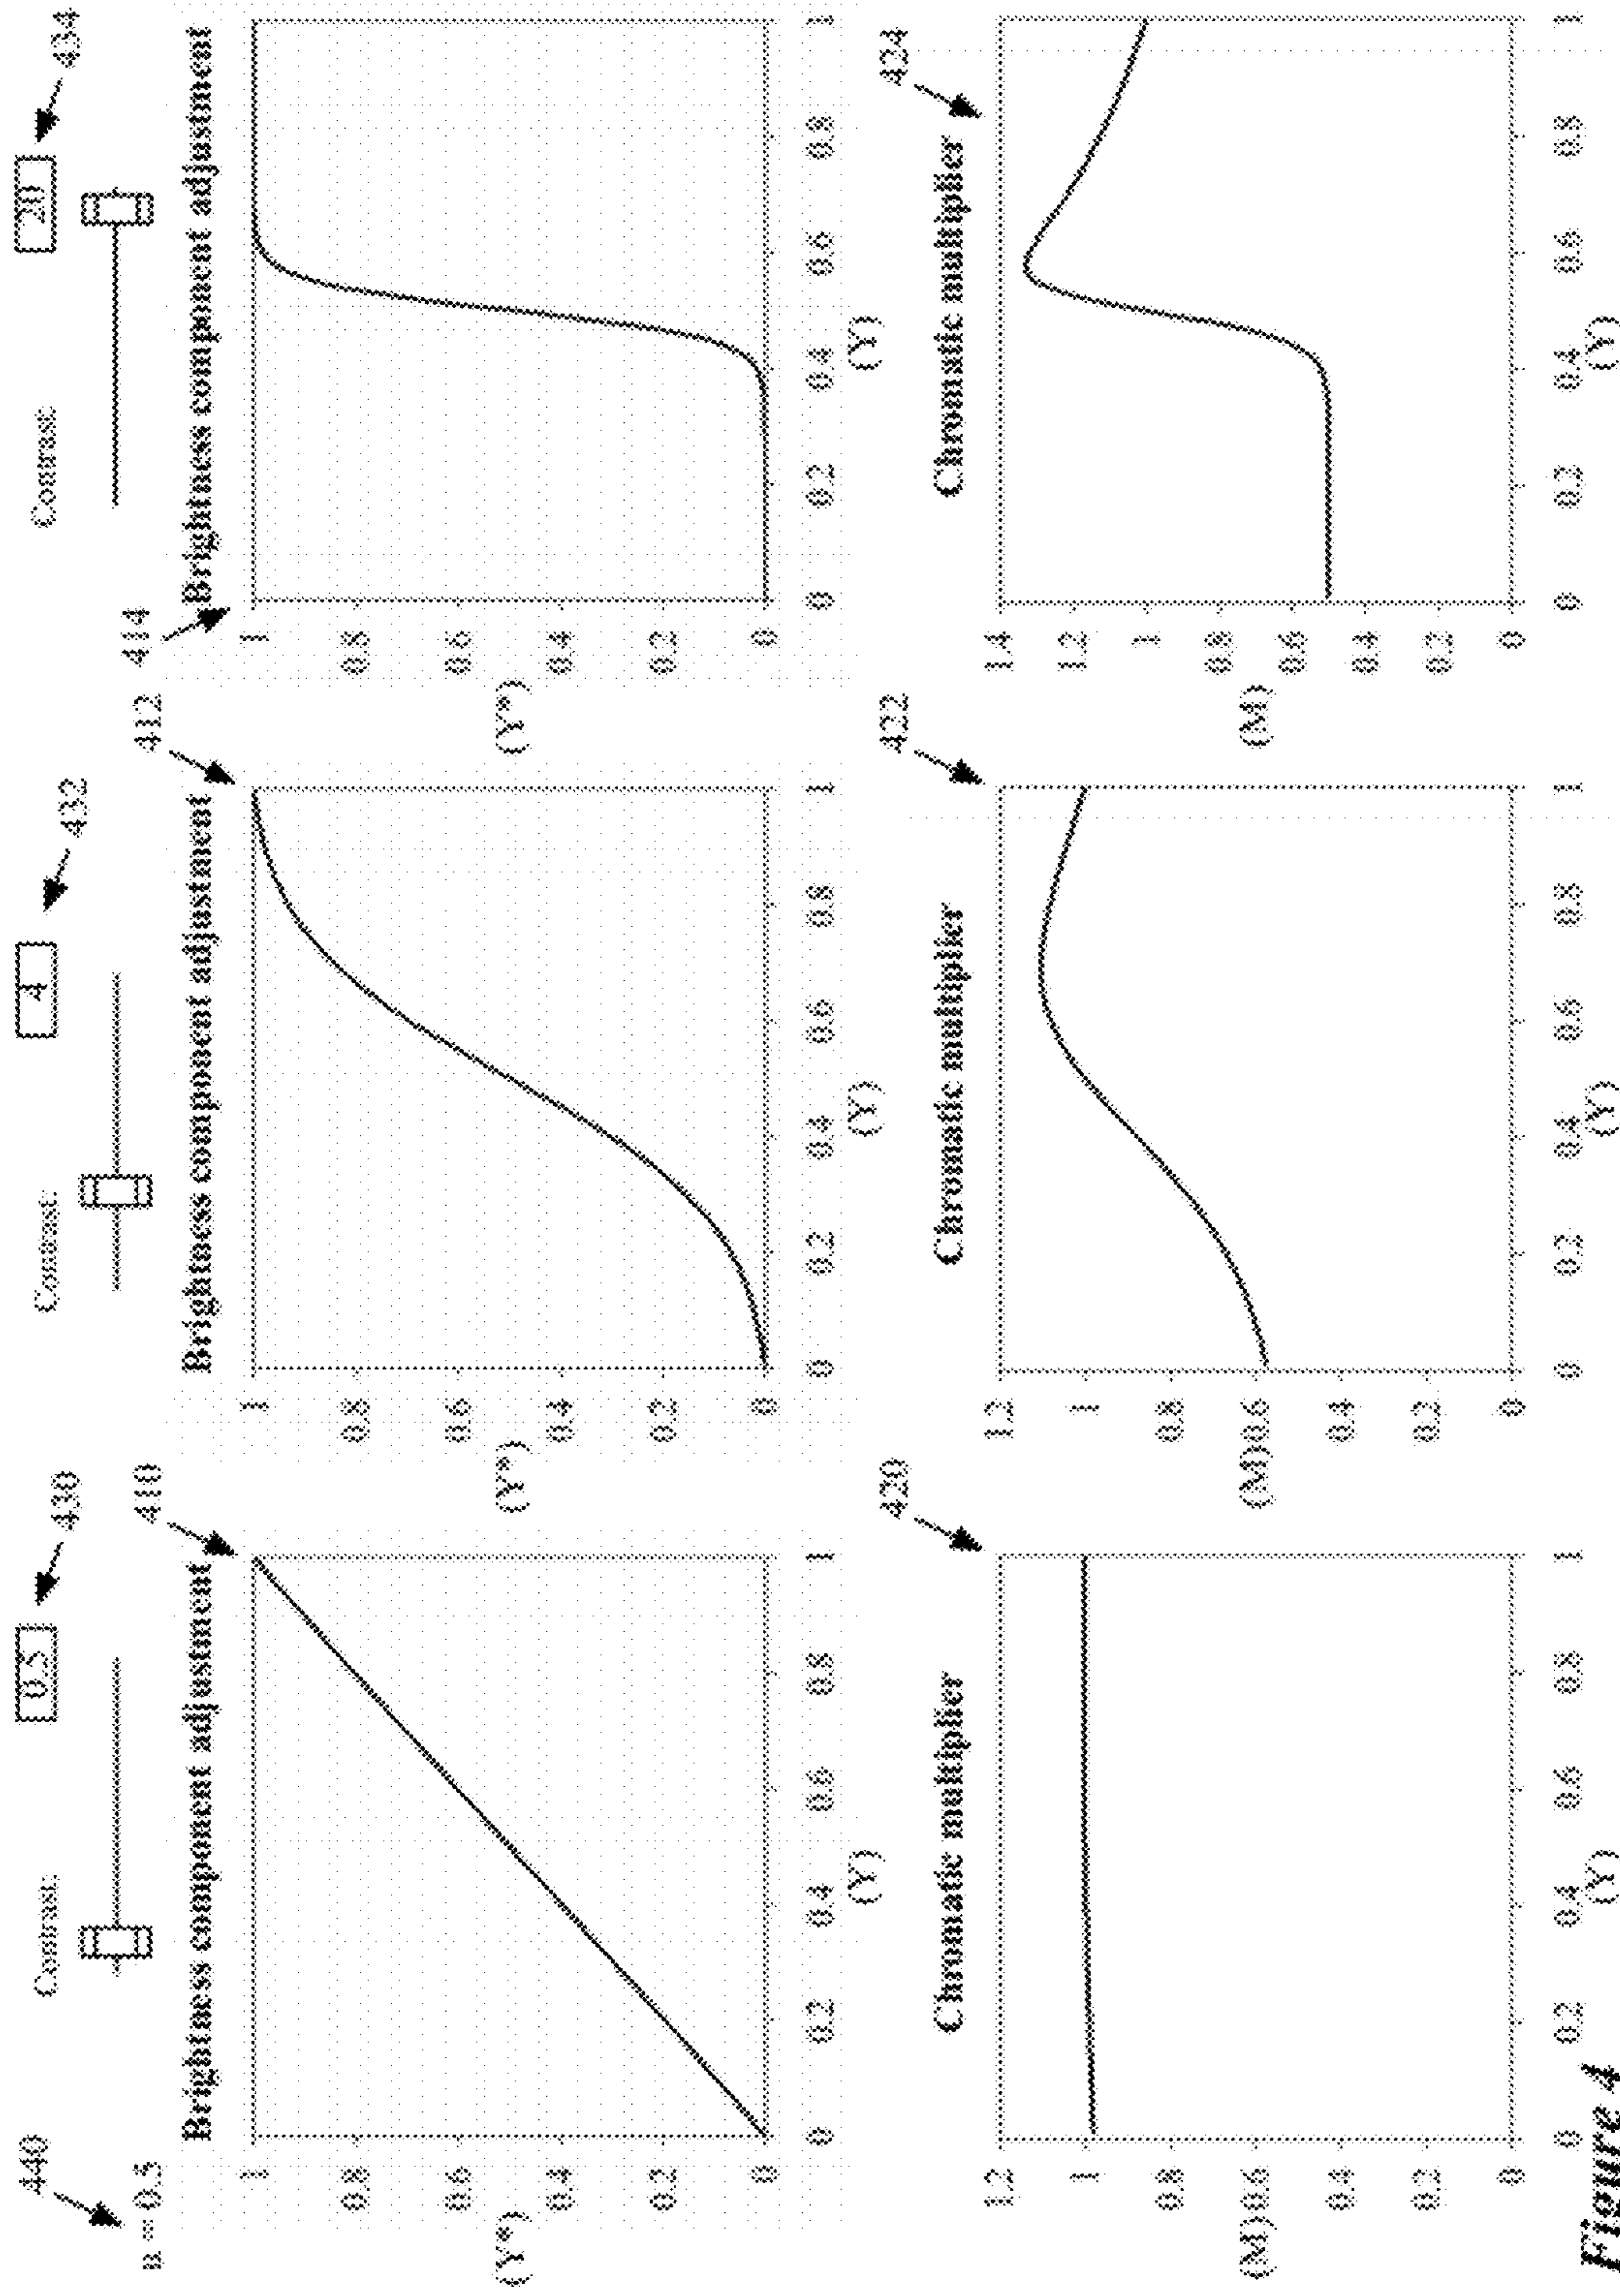 440
n = 0.5
Contrast:
0.5
430
Contrast:
4
432
Contrast:
20
434
Brightness component adjustment
410
Brightness component adjustment
412
Brightness component adjustment
414
(Y*)
1
0.8
0.6
0.4
0.2
0
0 0.2 0.4 0.6 0.8 1
(Y)
(Y*)
1
0.8
0.6
0.4
0.2
0
0 0.2 0.4 0.6 0.8 1
(Y)
(Y*)
1
0.8
0.6
0.4
0.2
0
0 0.2 0.4 0.6 0.8 1
(Y)
Chromatic multiplier
420
Chromatic multiplier
422
Chromatic multiplier
424
1.2
1
0.8
(M) 0.6
0.4
0.2
0
0 0.2 0.4 0.6 0.8 1
(Y)
1.2
1
0.8
(M) 0.6
0.4
0.2
0
0 0.2 0.4 0.6 0.8 1
(Y)
(M)
1.4
1.2
1
0.8
0.6
0.4
0.2
0
0 0.2 0.4 0.6 0.8 1
(Y)
Figure 4